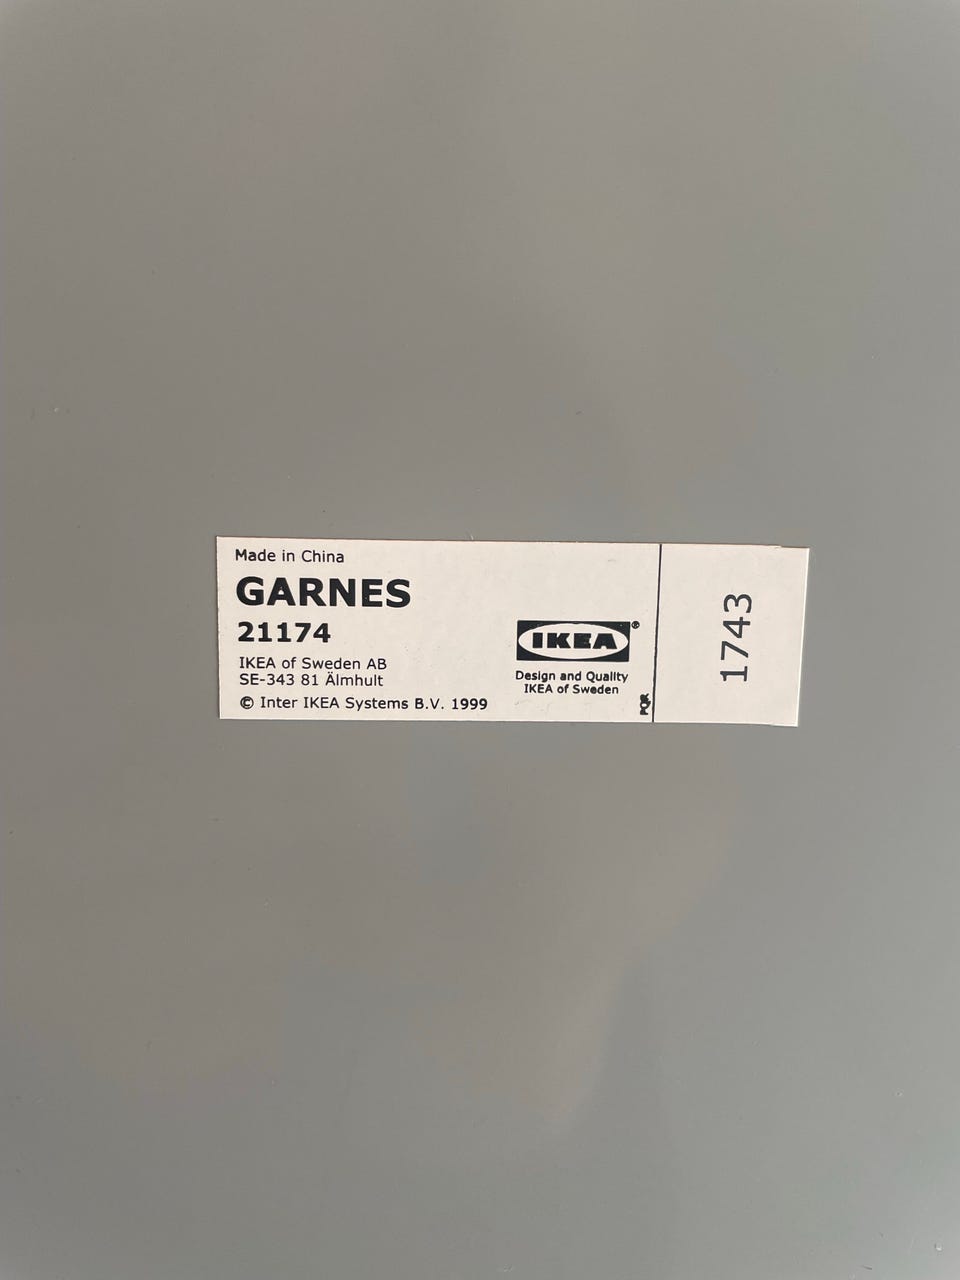 Made in China
GARNES
21174
IKEA of Sweden AB
SE-343 81 Älmhult
© Inter IKEA Systems B.V. 1999
IKEA®
Design and Quality
IKEA of Sweden
PQR
1743